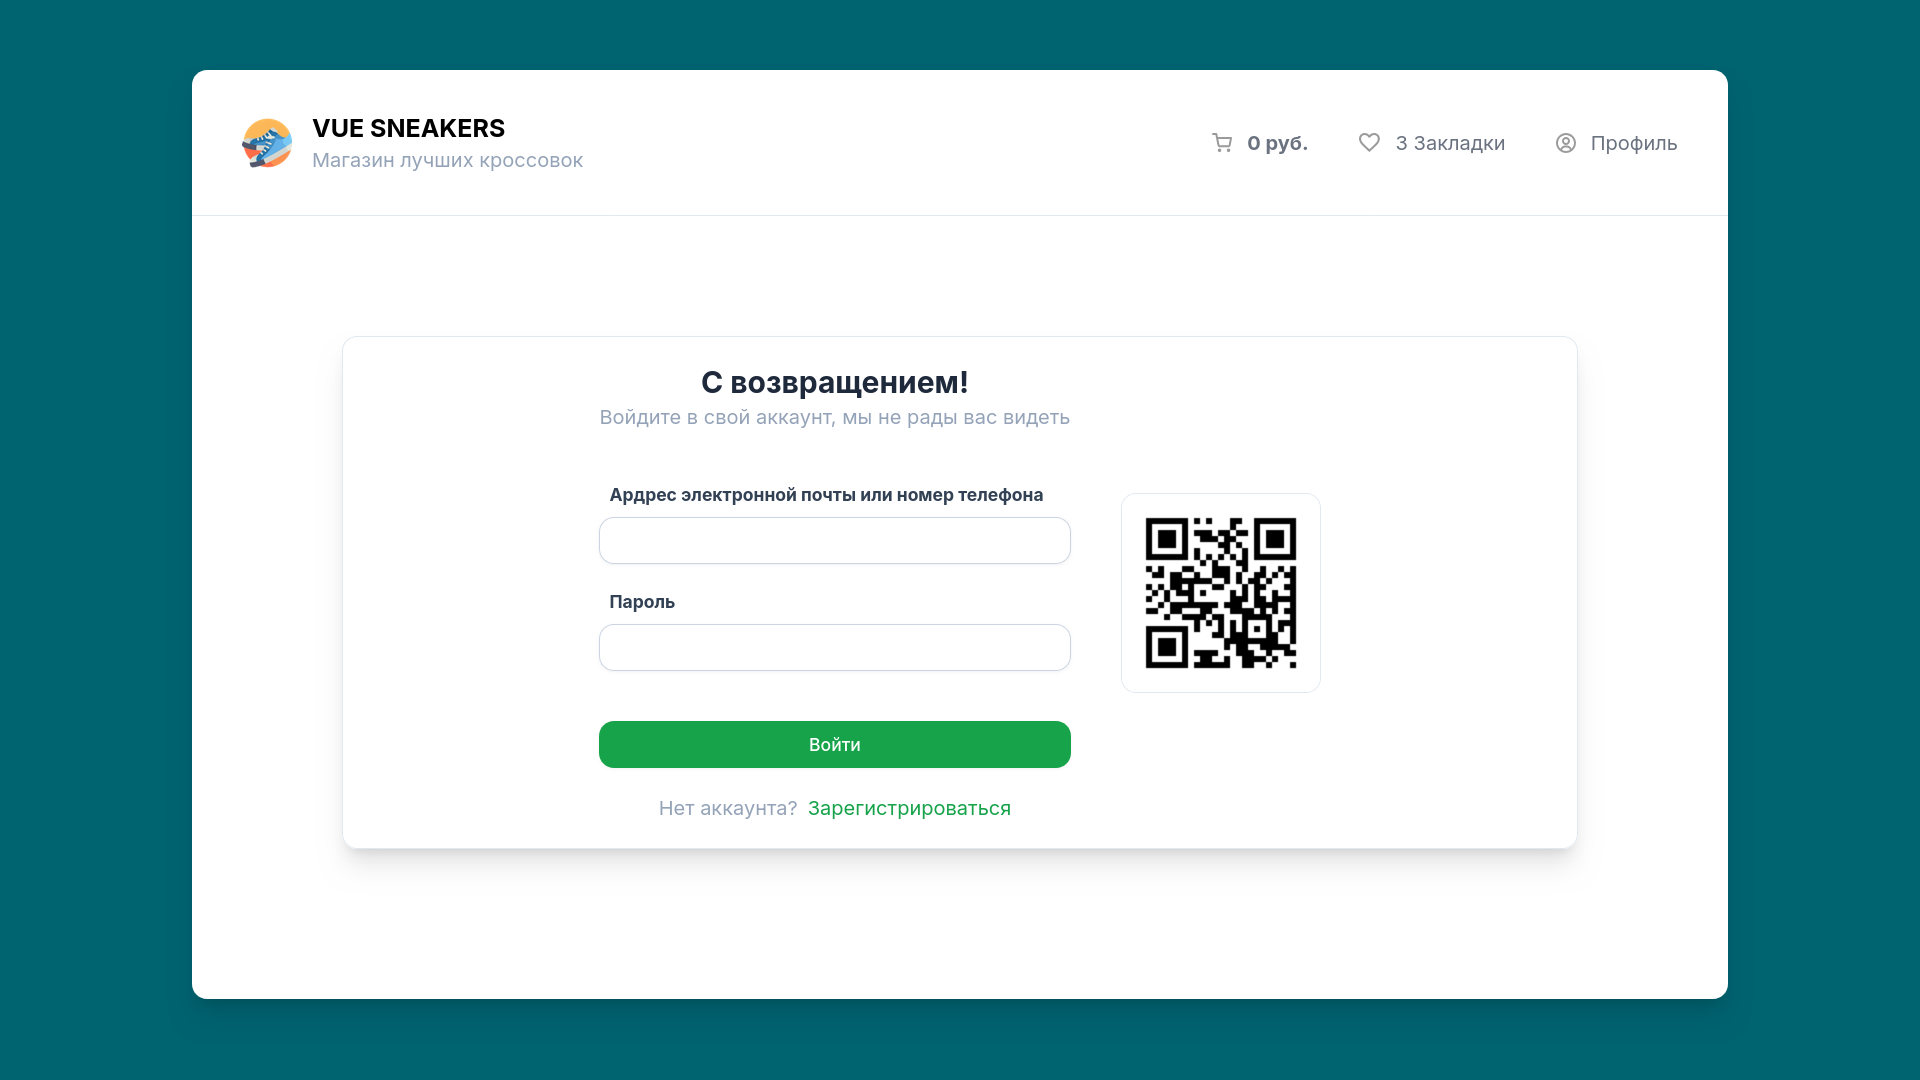 VUE SNEAKERS
Магазин лучших кроссовок
0 руб.
3 Закладки
Профиль
С возвращением!
Войдите в свой аккаунт, мы не рады вас видеть
Ардрес электронной почты или номер телефона
Пароль
Войти
Нет аккаунта? Зарегистрироваться